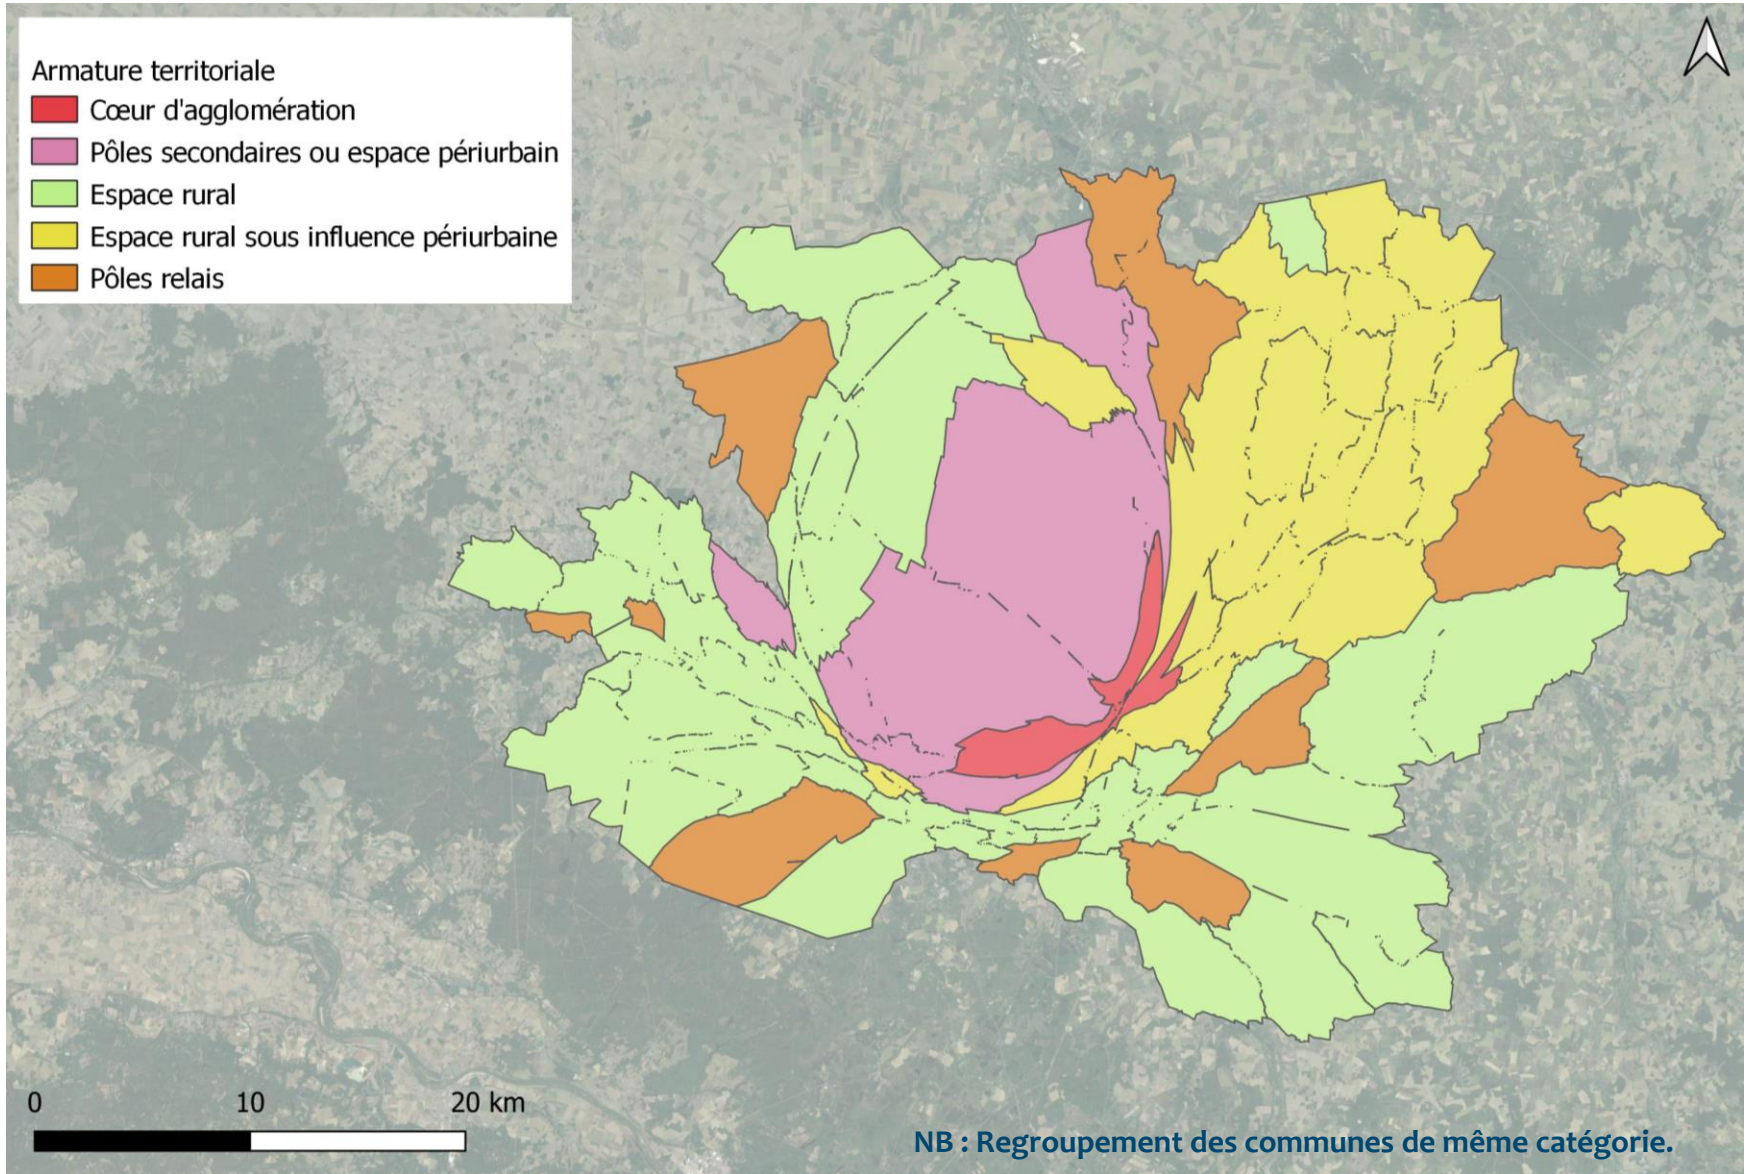 Armature territoriale
Cœur d'agglomération
Pôles secondaires ou espace périurbain
Espace rural
Espace rural sous influence périurbaine
Pôles relais
0 10 20 km
NB : Regroupement des communes de même catégorie.